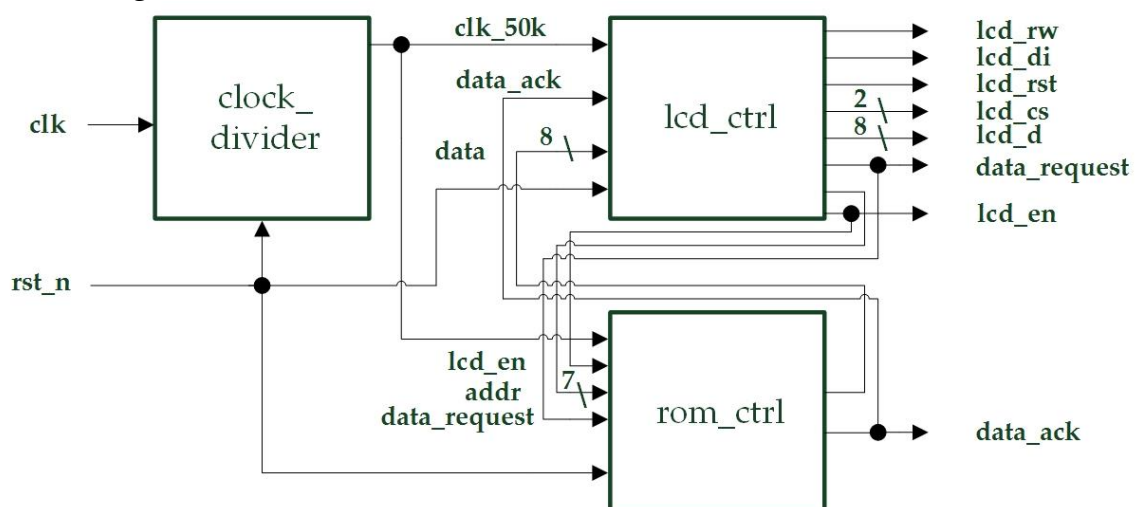 clk_50k
lcd_rw
lcd_di
lcd_rst
data_ack
clock_
divider
lcd_ctrl
2
lcd_cs
clk
8
lcd_d
data
8
data_request
lcd_en
rst_n
lcd_en
addr
7
data_request
rom_ctrl
data_ack